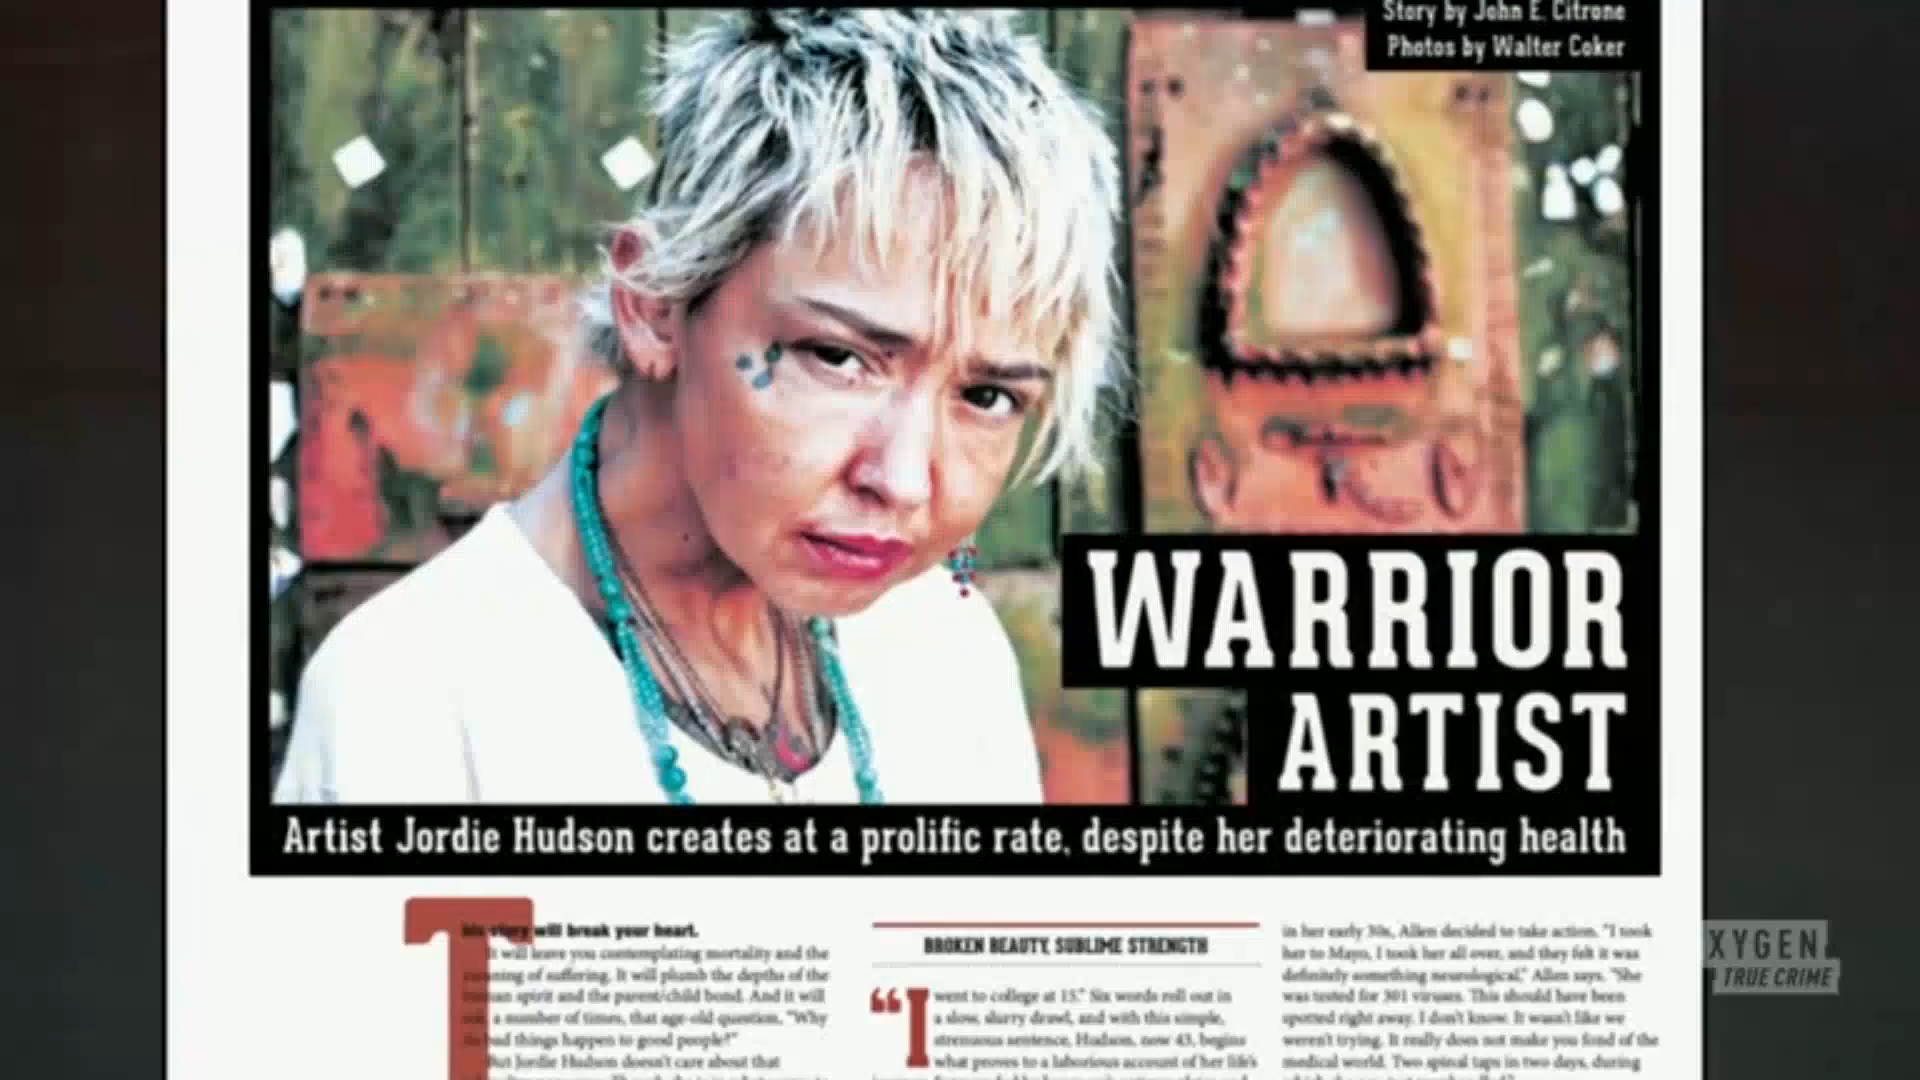 Story by John E. Citrone
Photos by Walter Coker
WARRIOR
ARTIST
Artist Jordie Hudson creates at a prolific rate, despite her deteriorating health
This story will break your heart.
It will leave you contemplating mortality and the
meaning of suffering. It will plumb the depths of the
human spirit and the parent/child bond. And it will
a number of times, that age-old question, "Why
do bad things happen to good people?"
But Jordie Hudson doesn't care about that
BROKEN BEAUTY, SUBLIME STRENGTH
"I went to college at 15." Six words roll out in
a slow, slurry drawl, and with this simple,
strenuous sentence, Hudson, now 43, begins
what proves to a laborious account of her life's
in her early 30s, Allen decided to take action. "I took
her to Mayo, I took her all over, and they felt it was
definitely something neurological," Allen says. "She
was tested for 301 viruses. This should have been
spotted right away. I don't know. It wasn't like we
weren't trying. It really does not make you fond of the
medical world. Two spinal taps in two days, during
XYGEN
TRUE CRIME